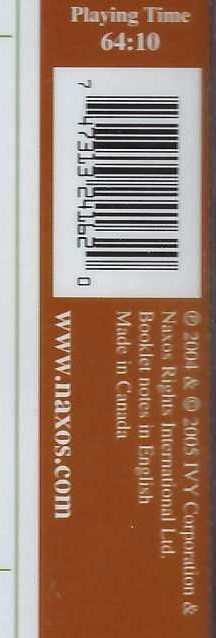 Playing Time
64:10
7 47313 24162 0
℗ 2004 & © 2005 IVY Corporation &
Naxos Rights International Ltd.
Booklet notes in English
Made in Canada
www.naxos.com